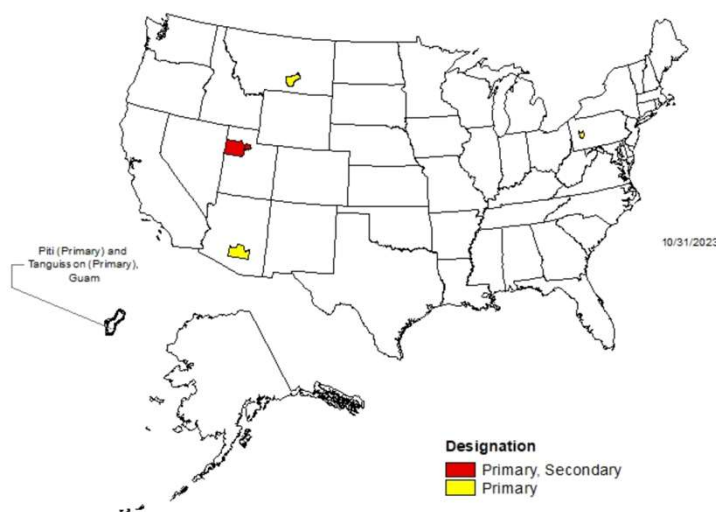 Piti (Primary) and
Tanguisson (Primary),
Guam
10/31/2023
Designation
Primary, Secondary
Primary